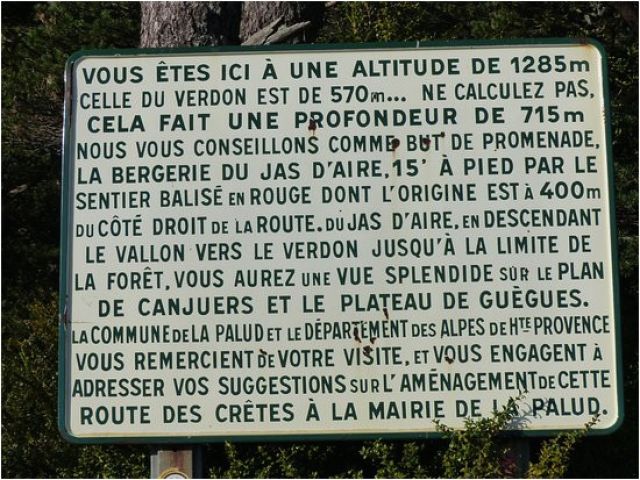 VOUS ÊTES ICI À UNE ALTITUDE DE 1285m
CELLE DU VERDON EST DE 570m... NE CALCULEZ PAS,
CELA FAIT UNE PROFONDEUR DE 715m
NOUS VOUS CONSEILLONS COMME BUT DE PROMENADE,
LA BERGERIE DU JAS D'AIRE, 15' À PIED PAR LE
SENTIER BALISÉ EN ROUGE DONT L'ORIGINE EST À 400m
DU CÔTÉ DROIT DE LA ROUTE. DU JAS D'AIRE, EN DESCENDANT
LE VALLON VERS LE VERDON JUSQU'À LA LIMITE DE
LA FORÊT, VOUS AUREZ UNE VUE SPLENDIDE SUR LE PLAN
DE CANJUERS ET LE PLATEAU DE GUÈGUES.
LA COMMUNE DE LA PALUD ET LE DÉPARTEMENT DES ALPES DE HTE PROVENCE
VOUS REMERCIENT DE VOTRE VISITE, ET VOUS ENGAGENT À
ADRESSER VOS SUGGESTIONS SUR L'AMÉNAGEMENT DE CETTE
ROUTE DES CRÊTES À LA MAIRIE DE LA PALUD.